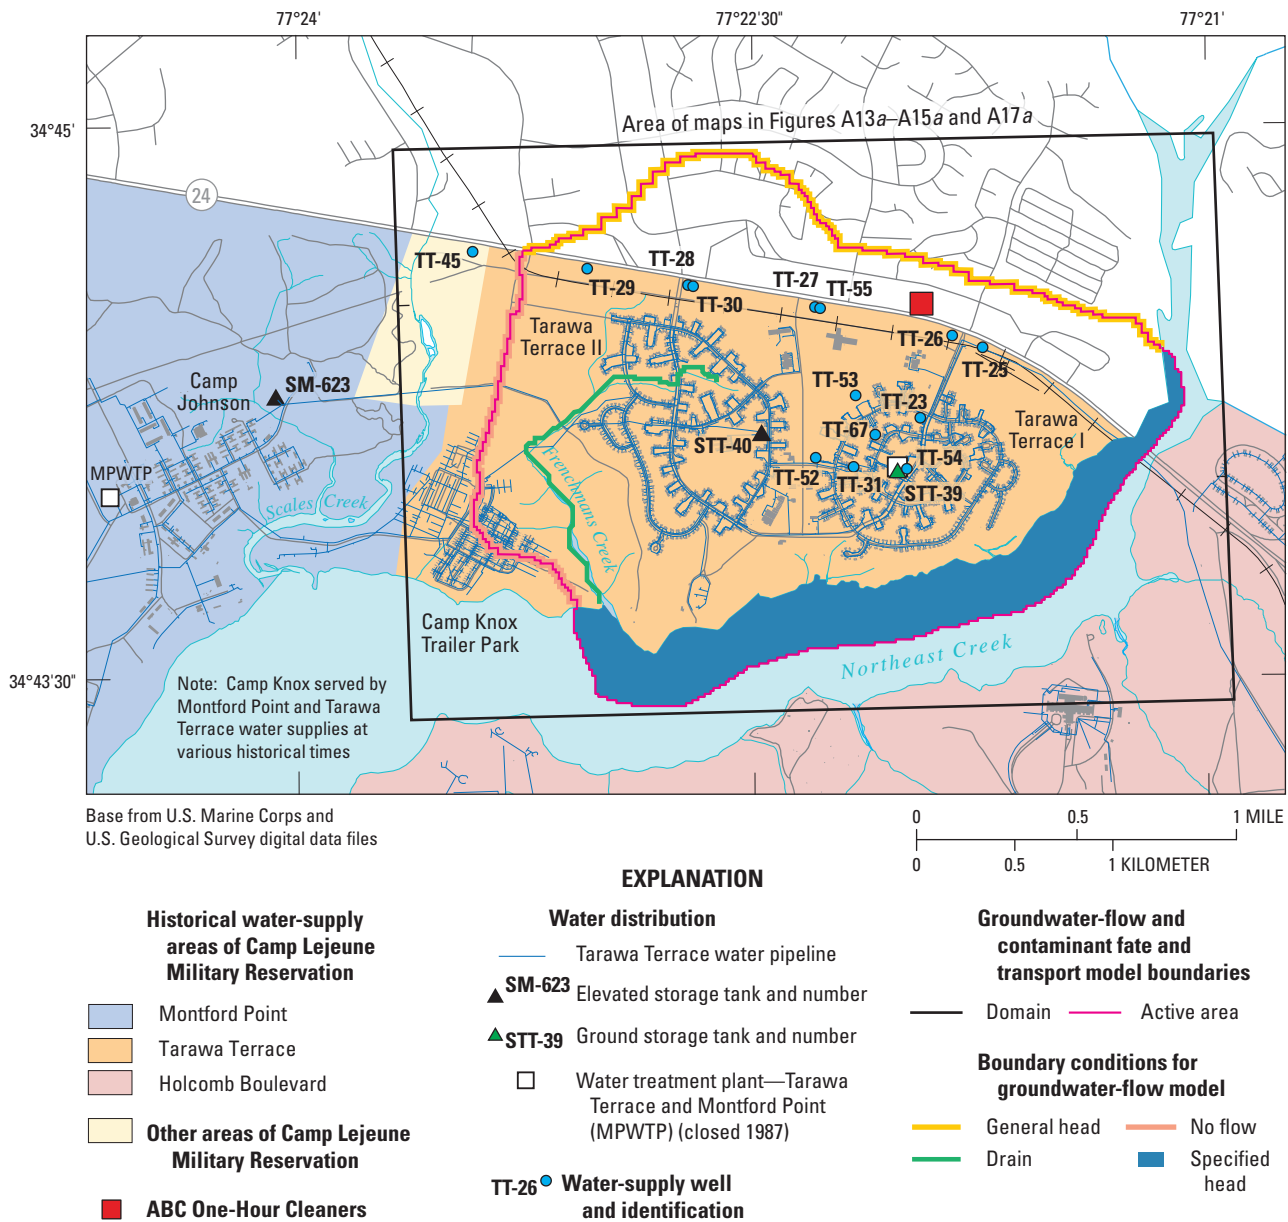 77°24'
77°22'30"
77°21'
34°45'
34°43'30"
Area of maps in Figures A13a–A15a and A17a
24
TT-45
TT-28
TT-29
TT-30
TT-27
TT-55
TT-26
TT-25
Tarawa
Terrace II
Camp
Johnson
SM-623
TT-53
TT-23
Tarawa
Terrace I
TT-67
STT-40
TT-54
TT-52
TT-31
STT-39
MPWTP
Scales Creek
Frenchmans Creek
Camp Knox
Trailer Park
Northeast Creek
Note: Camp Knox served by
Montford Point and Tarawa
Terrace water supplies at
various historical times
Base from U.S. Marine Corps and
U.S. Geological Survey digital data files
0 0.5 1 MILE
0 0.5 1 KILOMETER
EXPLANATION
Historical water-supply
areas of Camp Lejeune
Military Reservation
Montford Point
Tarawa Terrace
Holcomb Boulevard
Other areas of Camp Lejeune
Military Reservation
ABC One-Hour Cleaners
Water distribution
Tarawa Terrace water pipeline
SM-623 Elevated storage tank and number
STT-39 Ground storage tank and number
Water treatment plant—Tarawa
Terrace and Montford Point
(MPWTP) (closed 1987)
TT-26 Water-supply well
and identification
Groundwater-flow and
contaminant fate and
transport model boundaries
Domain
Active area
Boundary conditions for
groundwater-flow model
General head
No flow
Drain
Specified
head